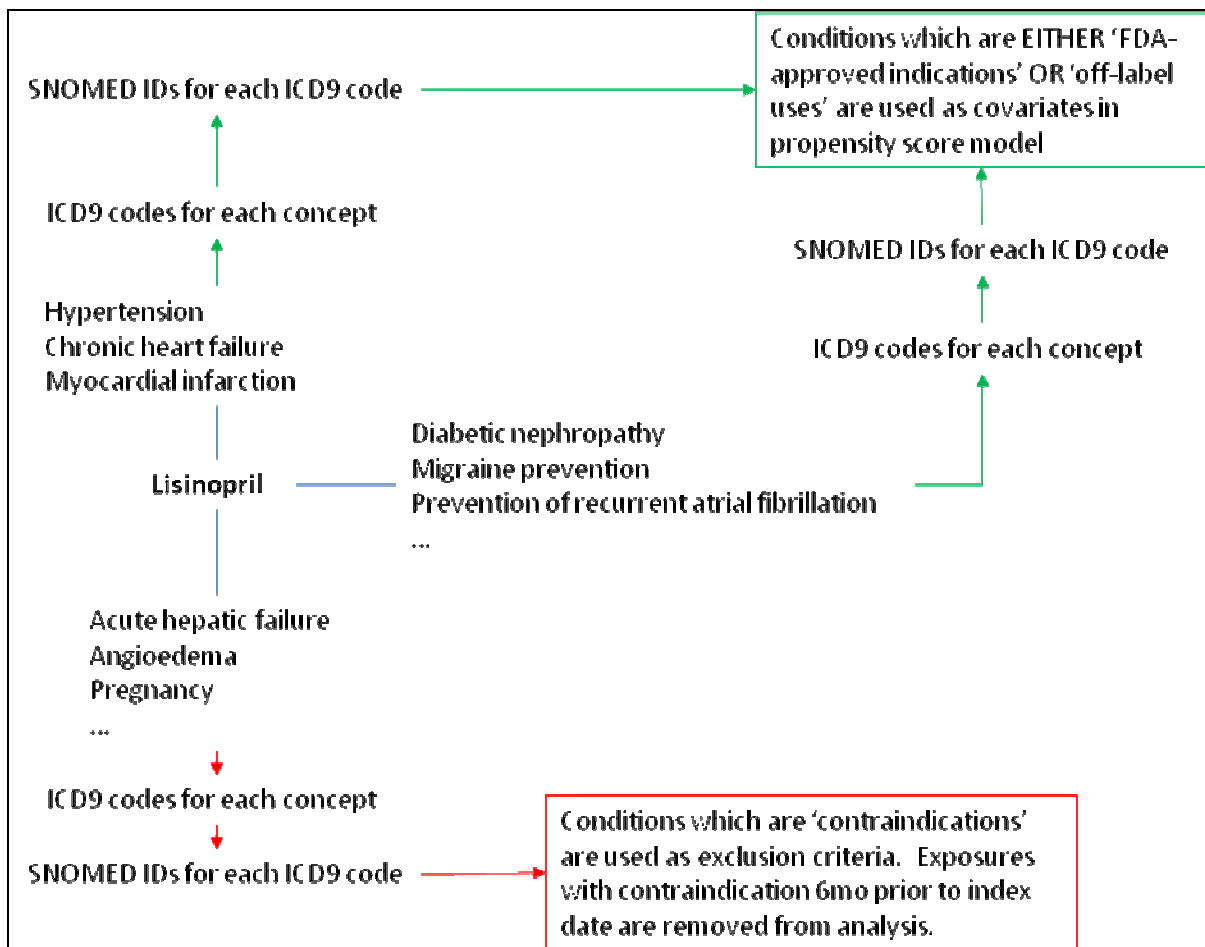 Conditions which are EITHER ‘FDA-
approved indications’ OR ‘off-label
uses’ are used as covariates in
propensity score model
SNOMED IDs for each ICD9 code
ICD9 codes for each concept
SNOMED IDs for each ICD9 code
ICD9 codes for each concept
Hypertension
Chronic heart failure
Myocardial infarction
Lisinopril
Diabetic nephropathy
Migraine prevention
Prevention of recurrent atrial fibrillation
...
Acute hepatic failure
Angioedema
Pregnancy
...
ICD9 codes for each concept
SNOMED IDs for each ICD9 code
Conditions which are ‘contraindications’
are used as exclusion criteria.  Exposures
with contraindication 6mo prior to index
date are removed from analysis.